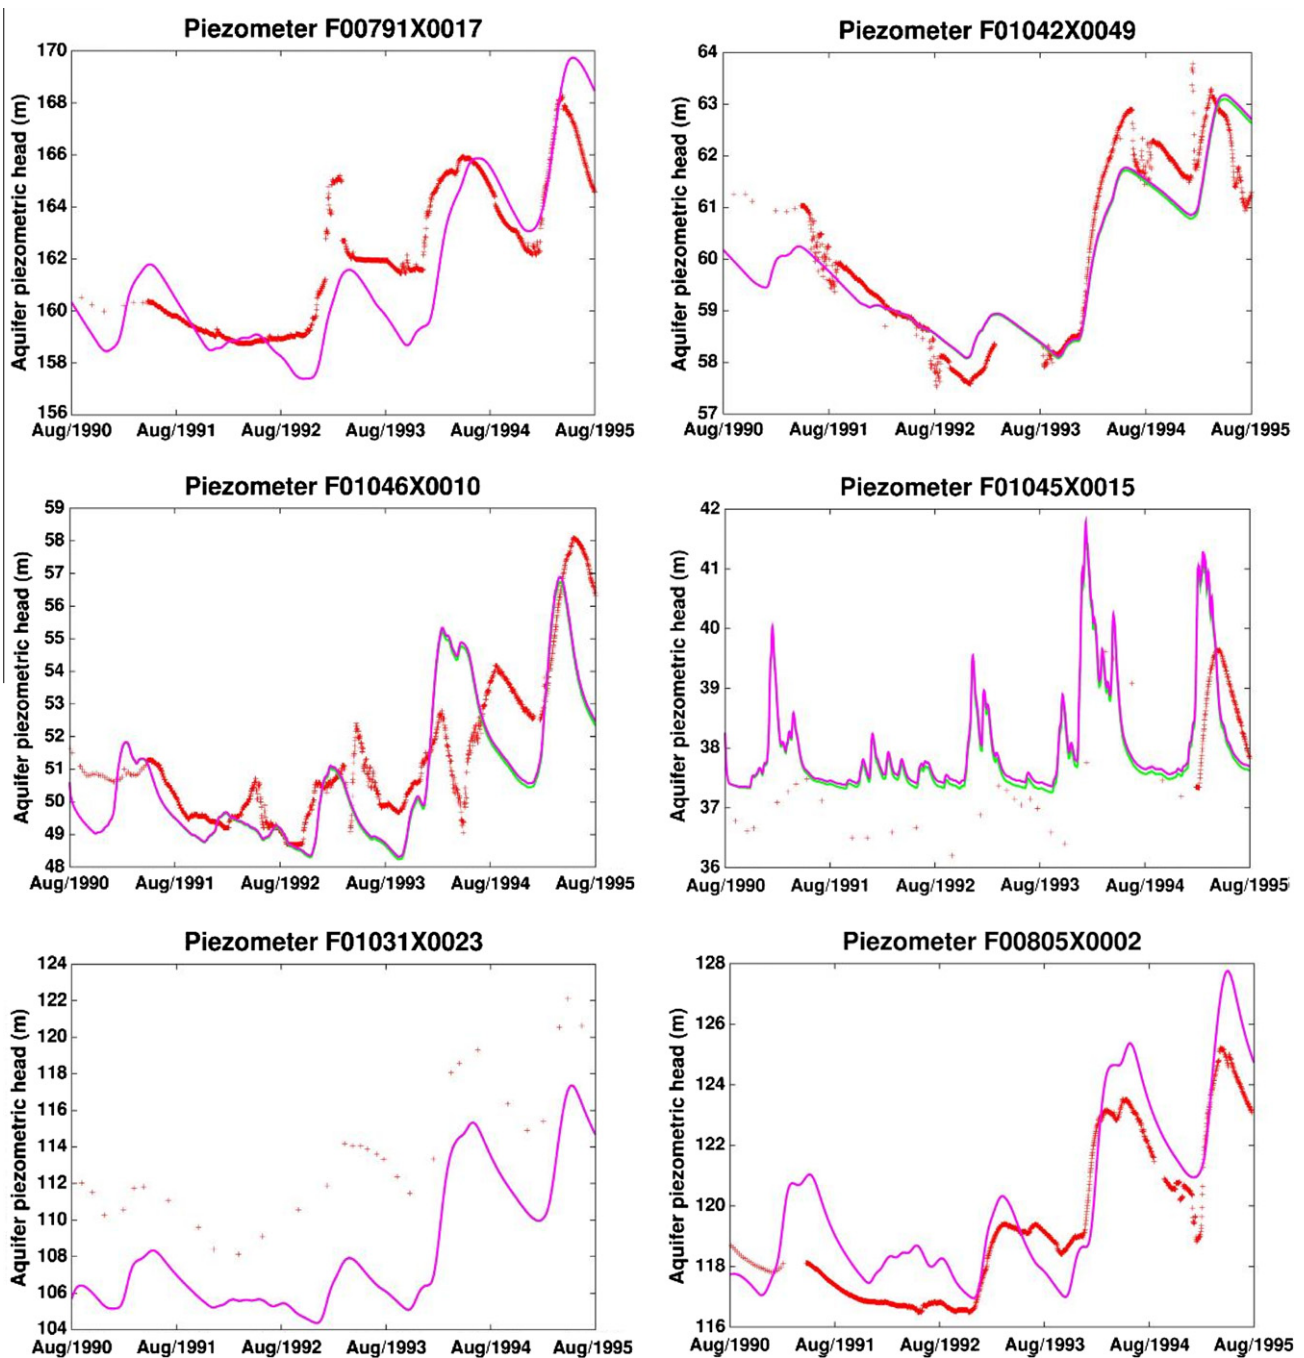 Piezometer F00791X0017
Aquifer piezometric head (m)
170
168
166
164
162
160
158
156
Aug/1990 Aug/1991 Aug/1992 Aug/1993 Aug/1994 Aug/1995
Piezometer F01042X0049
Aquifer piezometric head (m)
64
63
62
61
60
59
58
57
Aug/1990 Aug/1991 Aug/1992 Aug/1993 Aug/1994 Aug/1995
Piezometer F01046X0010
Aquifer piezometric head (m)
59
58
57
56
55
54
53
52
51
50
49
48
Aug/1990 Aug/1991 Aug/1992 Aug/1993 Aug/1994 Aug/1995
Piezometer F01045X0015
Aquifer piezometric head (m)
42
41
40
39
38
37
36
Aug/1990 Aug/1991 Aug/1992 Aug/1993 Aug/1994 Aug/1995
Piezometer F01031X0023
Aquifer piezometric head (m)
124
122
120
118
116
114
112
110
108
106
104
Aug/1990 Aug/1991 Aug/1992 Aug/1993 Aug/1994 Aug/1995
Piezometer F00805X0002
Aquifer piezometric head (m)
128
126
124
122
120
118
116
Aug/1990 Aug/1991 Aug/1992 Aug/1993 Aug/1994 Aug/1995